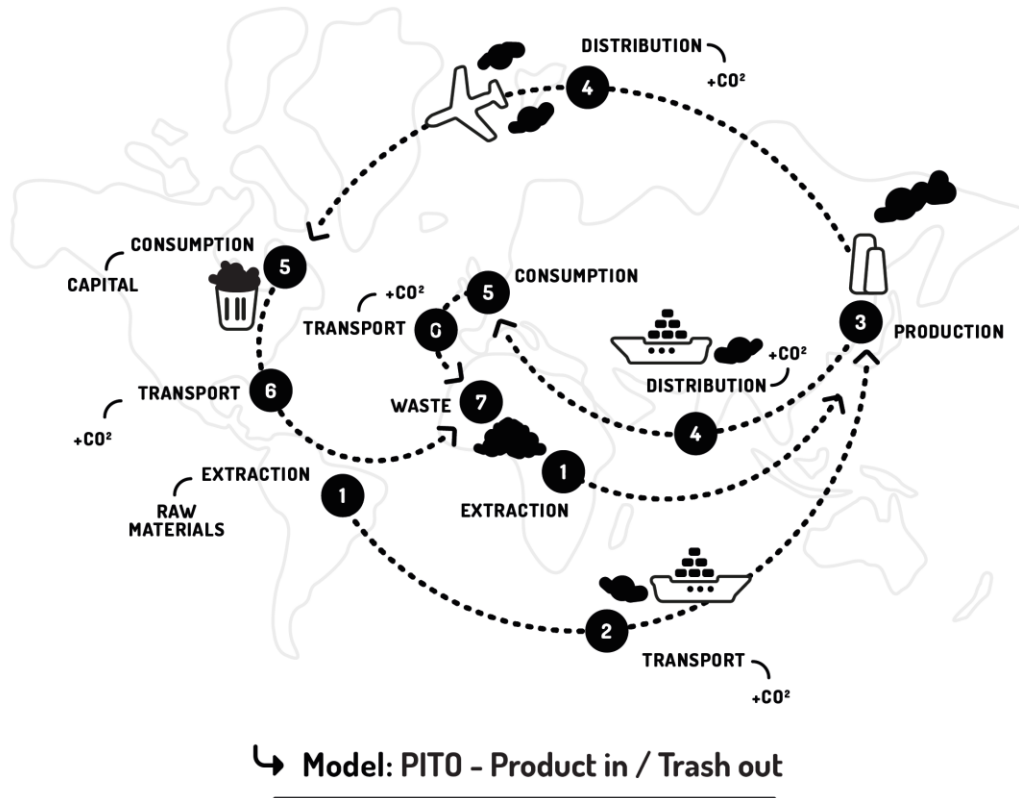 DISTRIBUTION
4
+CO²
CONSUMPTION
5
CAPITAL
CONSUMPTION
5
+CO²
TRANSPORT
6
3
PRODUCTION
+CO²
DISTRIBUTION
4
TRANSPORT
6
+CO²
WASTE
7
EXTRACTION
1
RAW
MATERIALS
1
EXTRACTION
2
TRANSPORT
+CO²
Model: PITO - Product in / Trash out